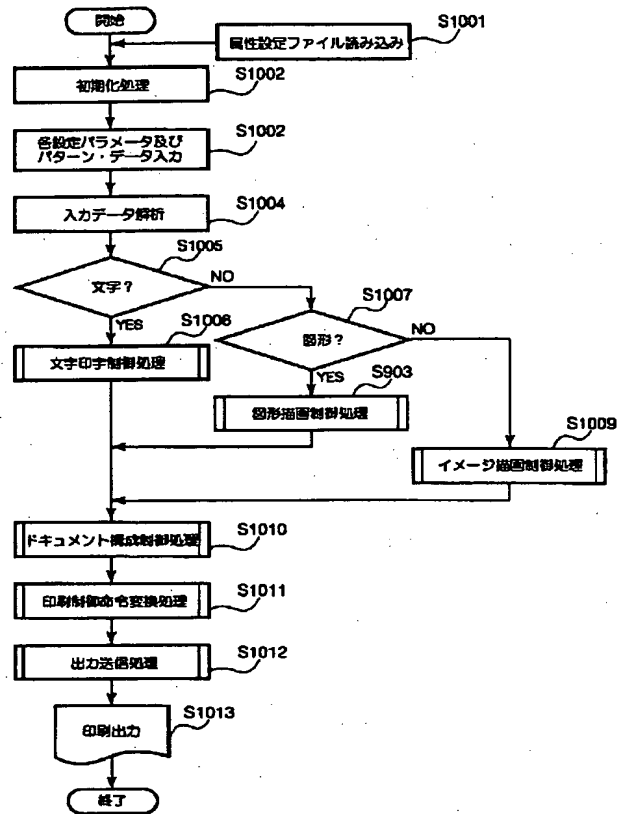 開始
属性設定ファイル読み込み
S1001
S1002
初期化処理
S1002
各設定パラメータ及び
パターン・データ入力
S1004
入力データ解析
S1005
文字？
NO
YES
S1006
文字印字制御処理
S1007
図形？
NO
YES
S903
図形描画制御処理
S1009
イメージ描画制御処理
S1010
ドキュメント構成制御処理
S1011
印刷制御命令変換処理
S1012
出力送信処理
S1013
印刷出力
終了